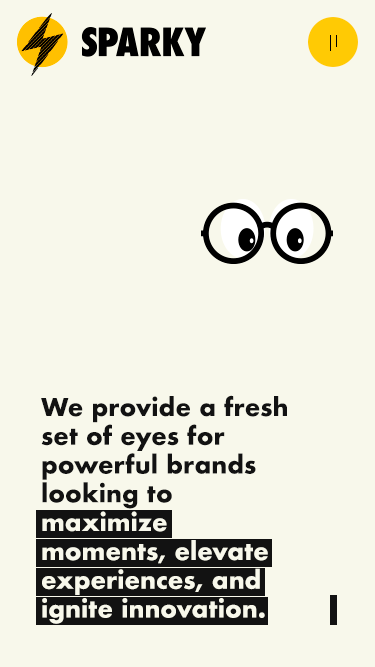 SPARKY
We provide a fresh
set of eyes for
powerful brands
looking to
maximize
moments, elevate
experiences, and
ignite innovation.